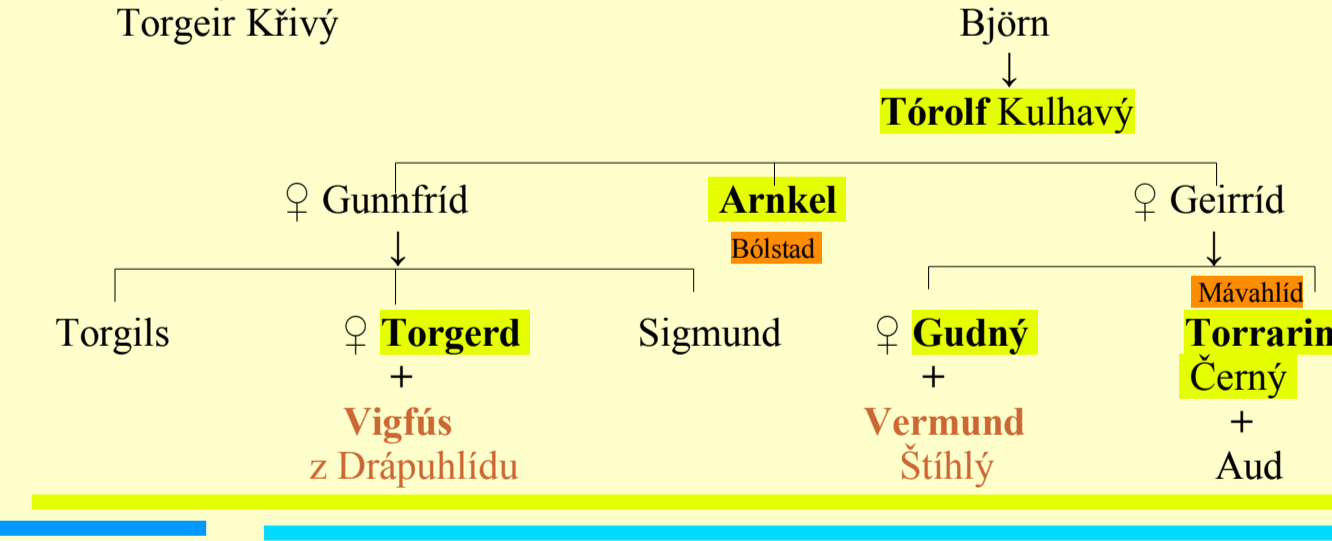 Torgeir Křivý
Björn
↓
Tórolf Kulhavý
♀ Gunnfríd
Arnkel
♀ Geirríd
↓
Bólstad
↓
Mávahlíd
Torgils
♀ Torgerd
Sigmund
♀ Gudný
Torrarin
+
+
Černý
Vigfús
Vermund
+
z Drápuhlídu
Štíhlý
Aud